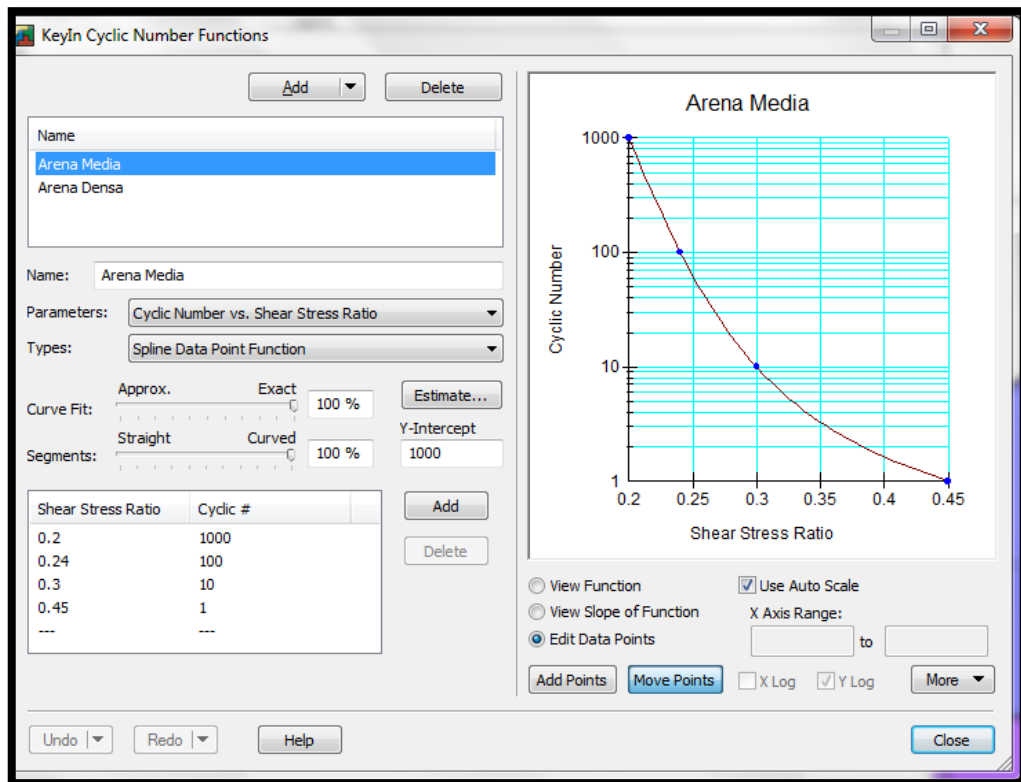 KeyIn Cyclic Number Functions
Add
Delete
Name
Arena Media
Arena Densa
Name: Arena Media
Parameters: Cyclic Number vs. Shear Stress Ratio
Types: Spline Data Point Function
Approx. Exact
Curve Fit: 100 % Estimate...
Straight Curved Y-Intercept
Segments: 100 % 1000
Shear Stress Ratio Cyclic # Add
0.2 1000
0.24 100 Delete
0.3 10
0.45 1
--- ---
Arena Media
1000
100
10
1
Cyclic Number
0.2 0.25 0.3 0.35 0.4 0.45
Shear Stress Ratio
View Function Use Auto Scale
View Slope of Function X Axis Range:
Edit Data Points to
Add Points Move Points X Log Y Log More
Undo Redo Help Close